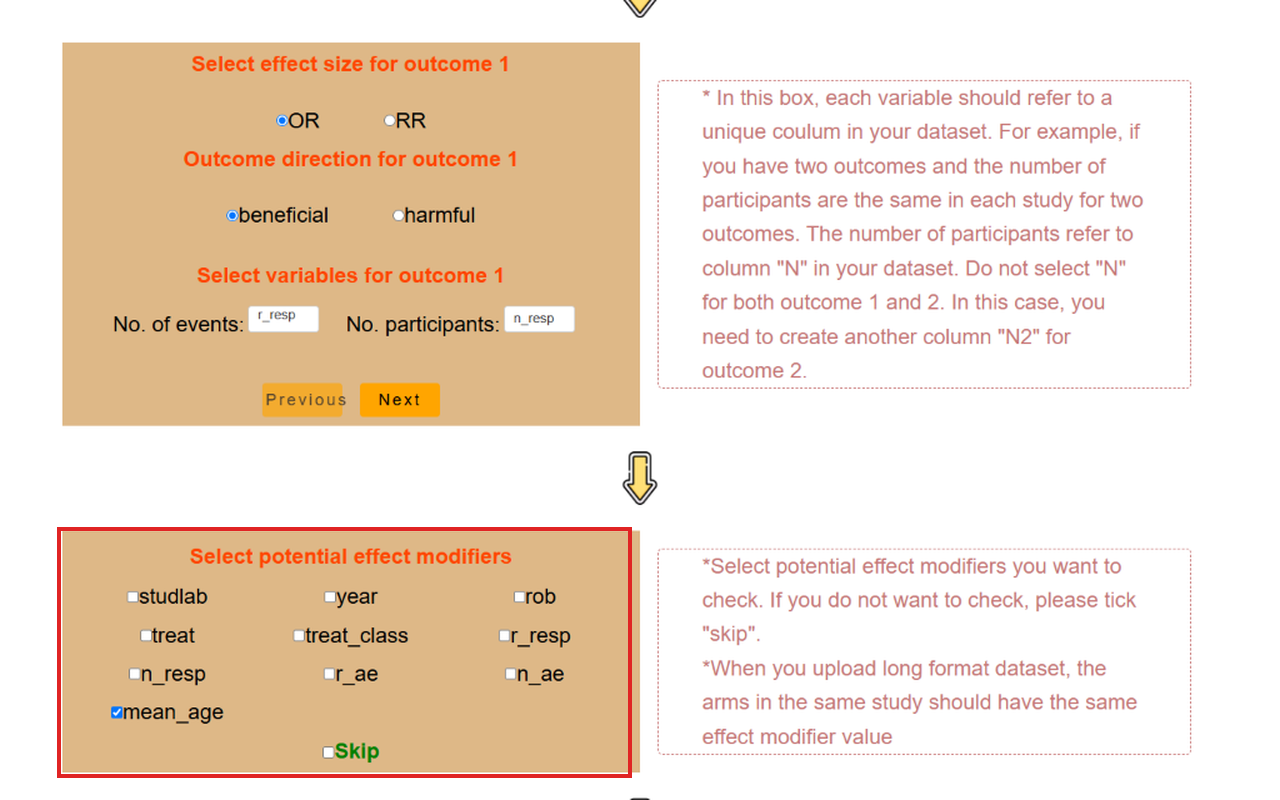 Select effect size for outcome 1
OR RR
Outcome direction for outcome 1
beneficial harmful
Select variables for outcome 1
No. of events: r_resp No. participants: n_resp
Previous Next
* In this box, each variable should refer to a
unique coulum in your dataset. For example, if
you have two outcomes and the number of
participants are the same in each study for two
outcomes. The number of participants refer to
column "N" in your dataset. Do not select "N"
for both outcome 1 and 2. In this case, you
need to create another column "N2" for
outcome 2.
Select potential effect modifiers
studlab year rob
treat treat_class r_resp
n_resp r_ae n_ae
mean_age
Skip
*Select potential effect modifiers you want to
check. If you do not want to check, please tick
"skip".
*When you upload long format dataset, the
arms in the same study should have the same
effect modifier value